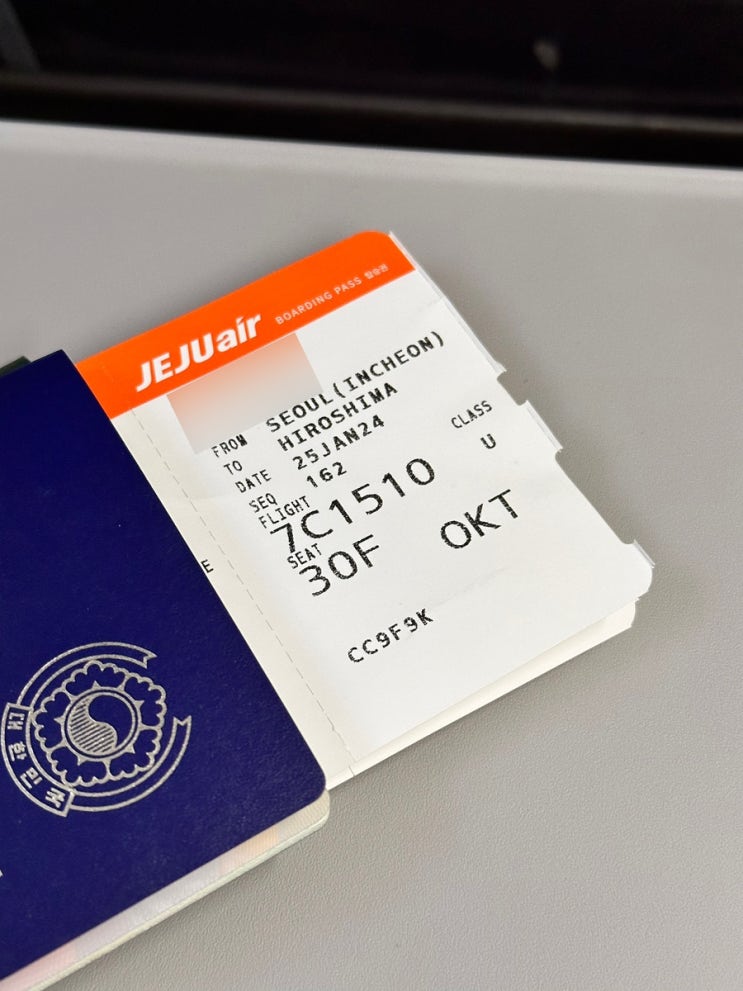 JEJUair BOARDING PASS 탑승권
FROM SEOUL(INCHEON)
TO HIROSHIMA
DATE 25JAN24 CLASS
SEQ 162 U
FLIGHT
7C1510
SEAT
30F OKT
CC9F9K
E
대한민국